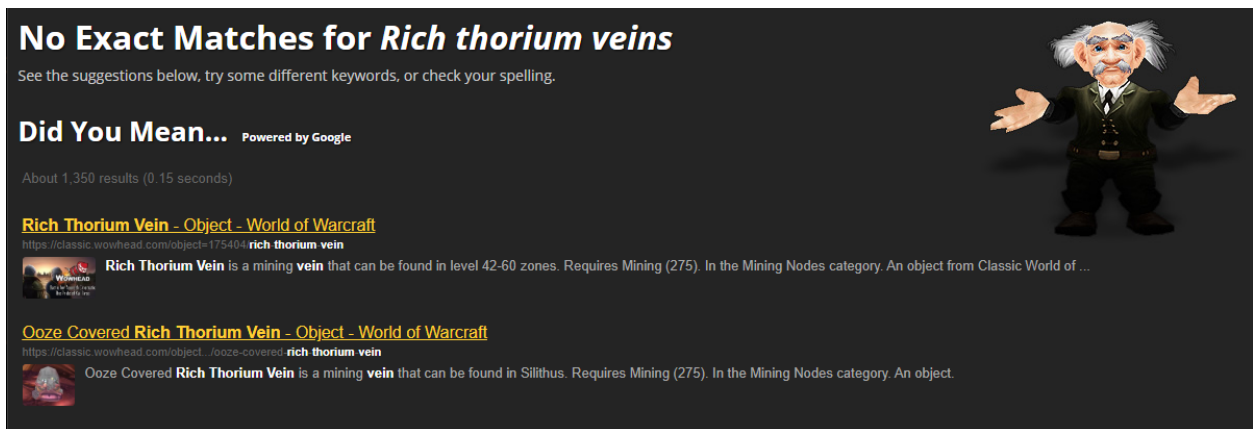 No Exact Matches for Rich thorium veins
See the suggestions below, try some different keywords, or check your spelling.
Did You Mean... Powered by Google
About 1,350 results (0.15 seconds)
Rich Thorium Vein - Object - World of Warcraft
https://classic.wowhead.com/object=175404/rich-thorium-vein
WOWHEAD
Rich Thorium Vein is a mining vein that can be found in level 42-60 zones. Requires Mining (275). In the Mining Nodes category. An object from Classic World of ...
Ooze Covered Rich Thorium Vein - Object - World of Warcraft
https://classic.wowhead.com/object.../ooze-covered-rich-thorium-vein
Ooze Covered Rich Thorium Vein is a mining vein that can be found in Silithus. Requires Mining (275). In the Mining Nodes category. An object.